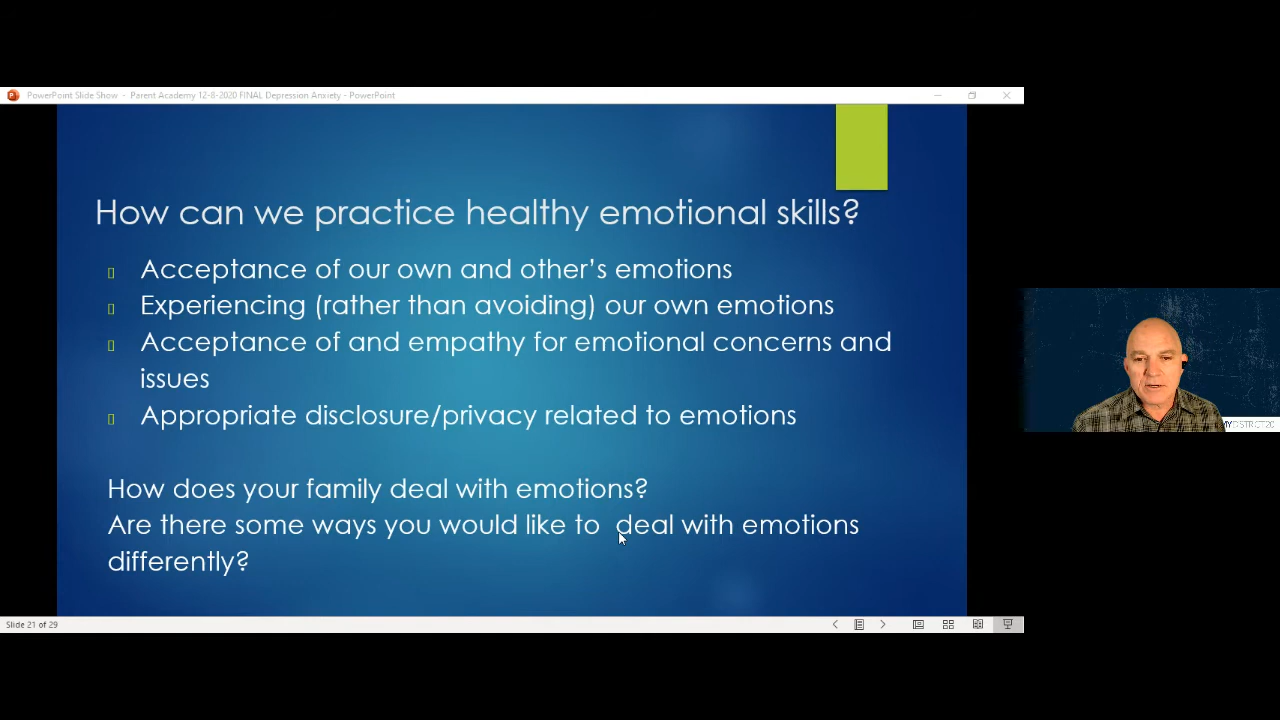 PowerPoint Slide Show - Parent Academy 12-8-2020 FINAL Depression Anxiety - PowerPoint
How can we practice healthy emotional skills?
Acceptance of our own and other's emotions
Experiencing (rather than avoiding) our own emotions
Acceptance of and empathy for emotional concerns and
issues
Appropriate disclosure/privacy related to emotions
How does your family deal with emotions?
Are there some ways you would like to deal with emotions
differently?
MYDISTRICT20
Slide 21 of 29